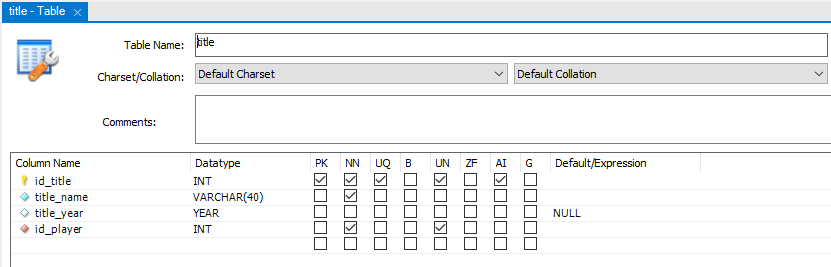 title - Table ×
Table Name: title
Charset/Collation: Default Charset Default Collation
Comments:
Column Name Datatype PK NN UQ B UN ZF AI G Default/Expression
id_title INT
title_name VARCHAR(40)
title_year YEAR NULL
id_player INT